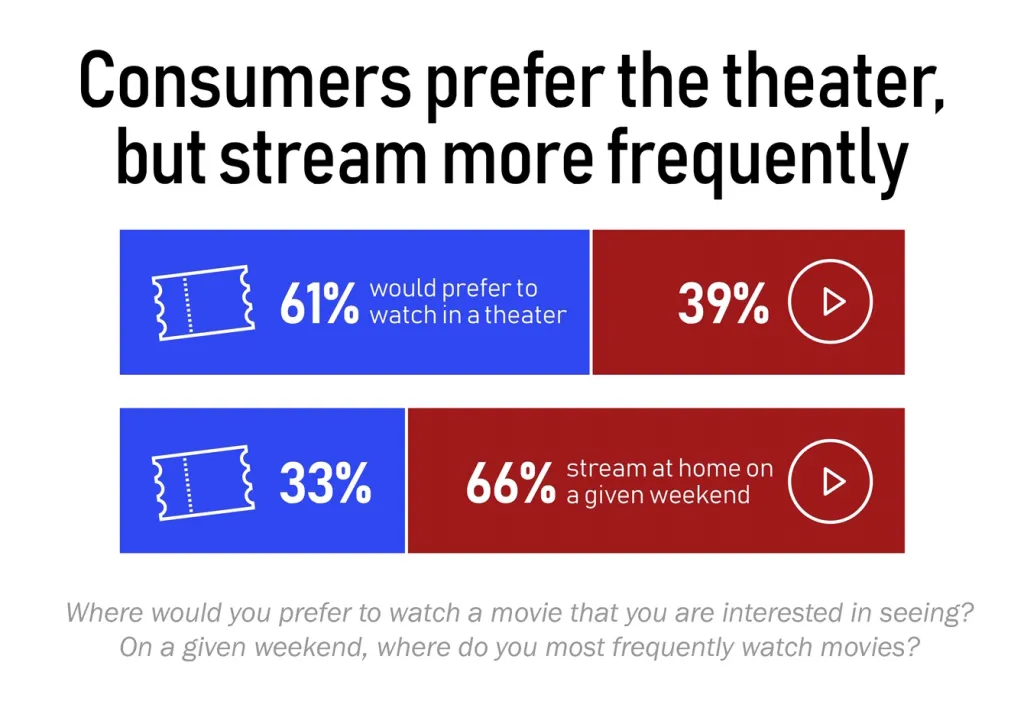 Consumers prefer the theater,
but stream more frequently
61% would prefer to
watch in a theater
39%
33%
66% stream at home on
a given weekend
Where would you prefer to watch a movie that you are interested in seeing?
On a given weekend, where do you most frequently watch movies?